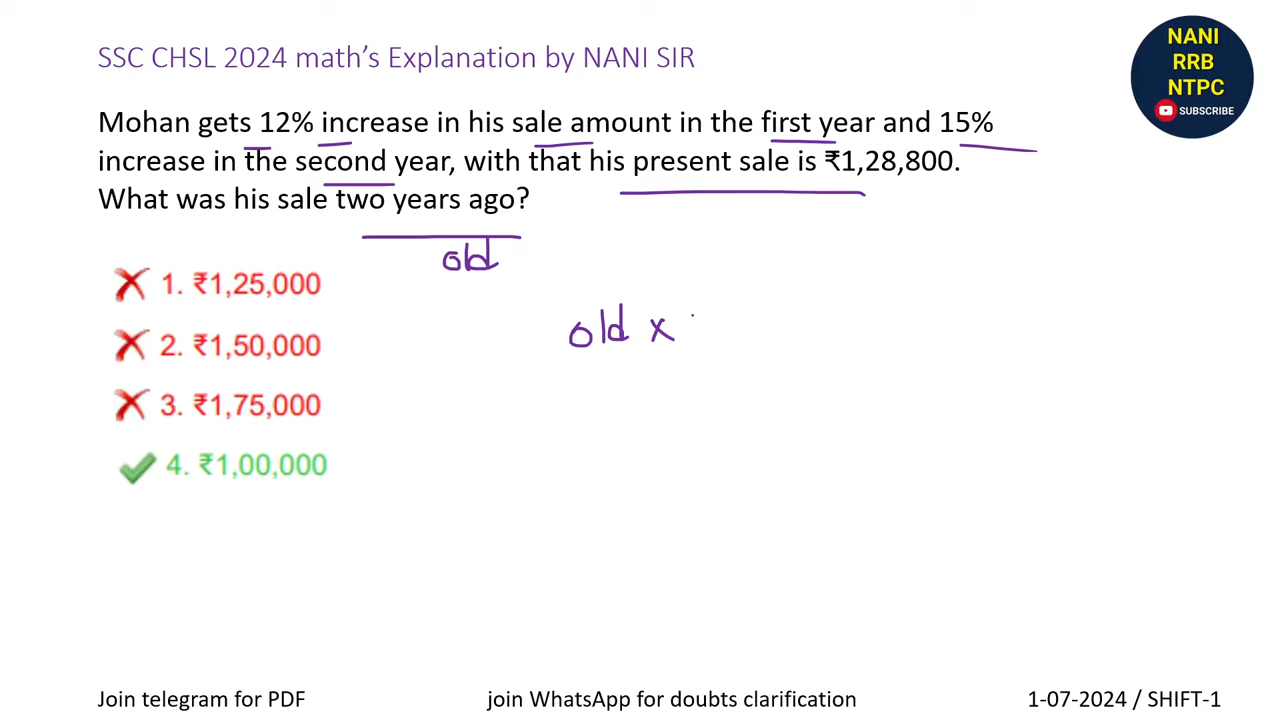 SSC CHSL 2024 math’s Explanation by NANI SIR
NANI
RRB
NTPC
SUBSCRIBE
Mohan gets 12% increase in his sale amount in the first year and 15%
increase in the second year, with that his present sale is ₹1,28,800.
What was his sale two years ago?
old
1. ₹1,25,000
old x
2. ₹1,50,000
3. ₹1,75,000
4. ₹1,00,000
Join telegram for PDF
join WhatsApp for doubts clarification
1-07-2024 / SHIFT-1